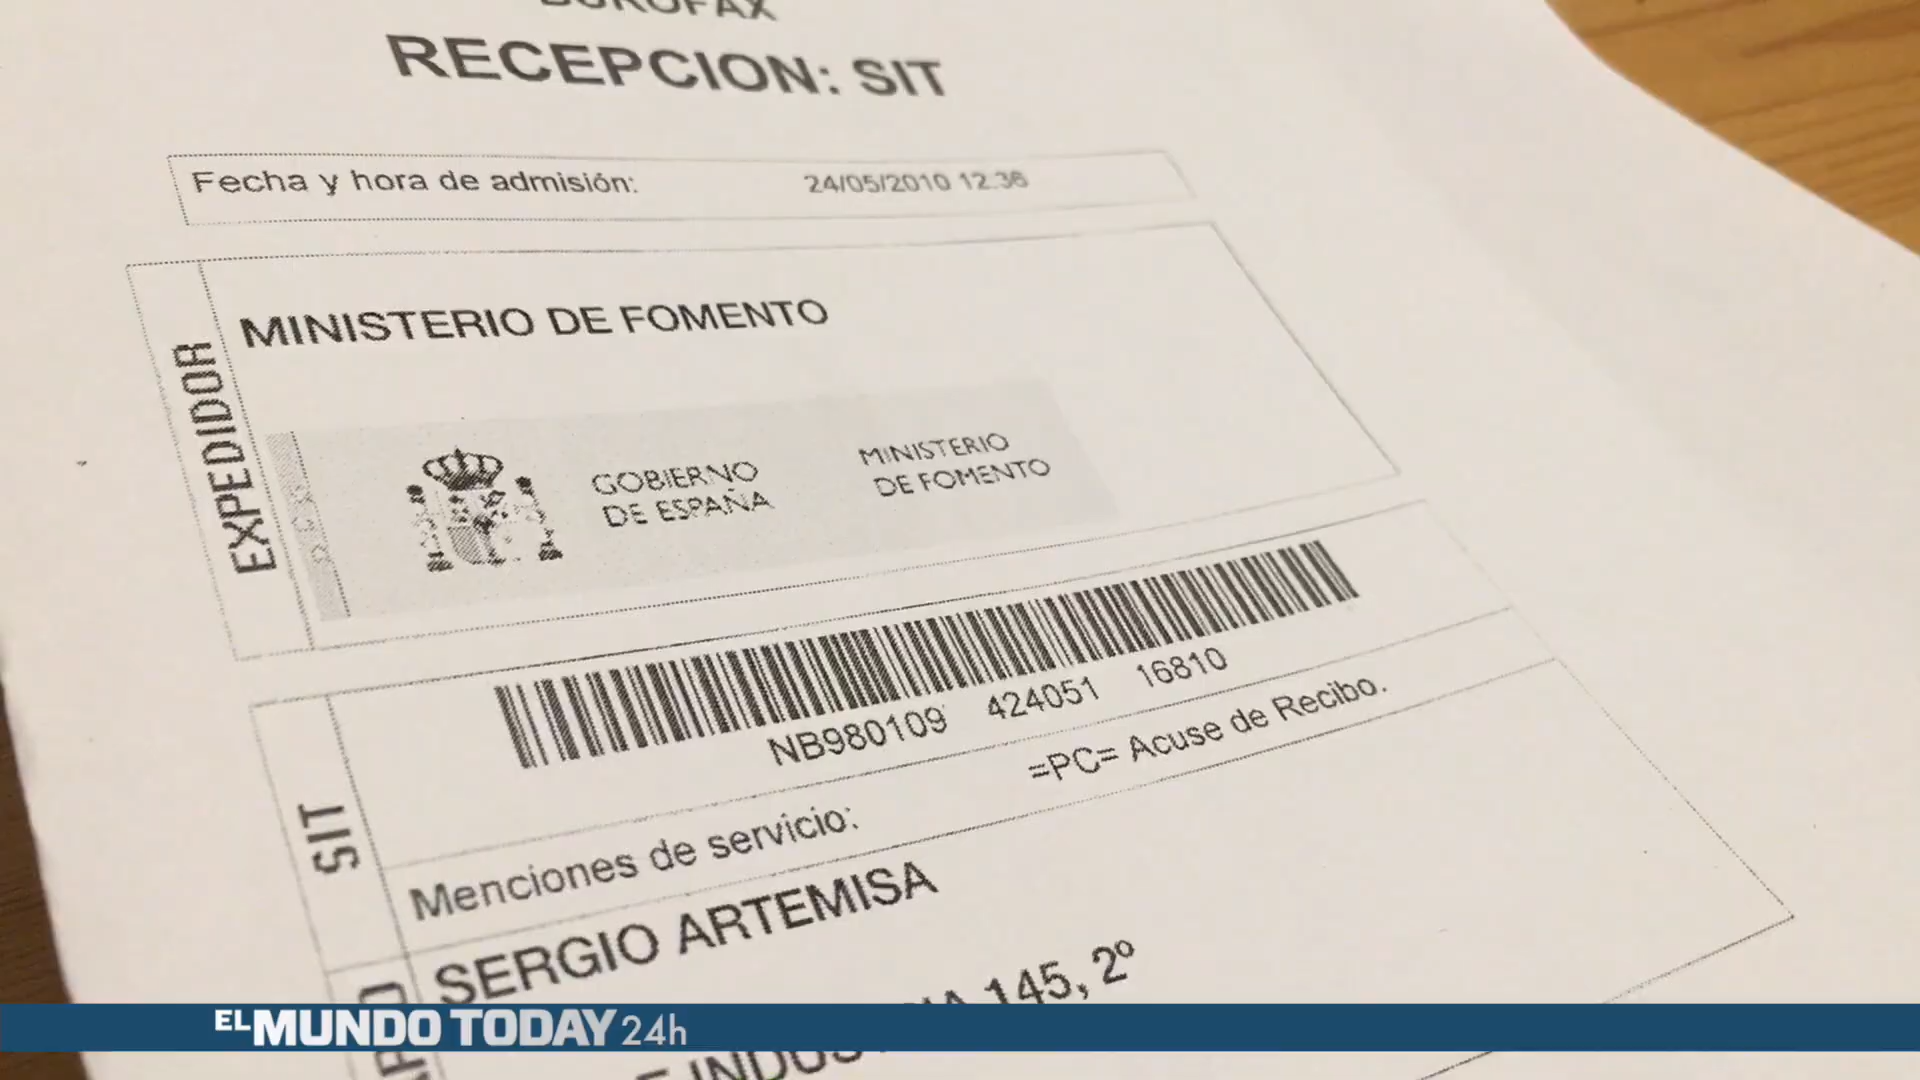 BUROFAX
RECEPCION: SIT
Fecha y hora de admisión: 24/05/2010 12:36
EXPEDIDOR
MINISTERIO DE FOMENTO
GOBIERNO
DE ESPAÑA
MINISTERIO
DE FOMENTO
SIT
NB980109 424051 16810
Menciones de servicio: =PC= Acuse de Recibo.
SERGIO ARTEMISA
145, 2º
EL MUNDO TODAY 24h